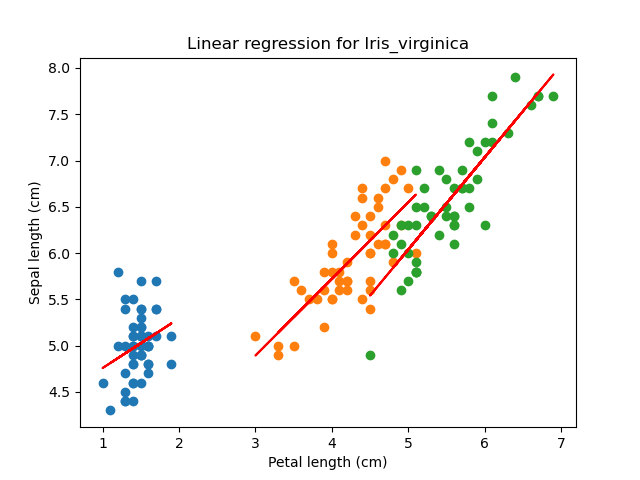 Linear regression for Iris_virginica
8.0
7.5
7.0
6.5
6.0
5.5
5.0
4.5
Sepal length (cm)
1 2 3 4 5 6 7
Petal length (cm)